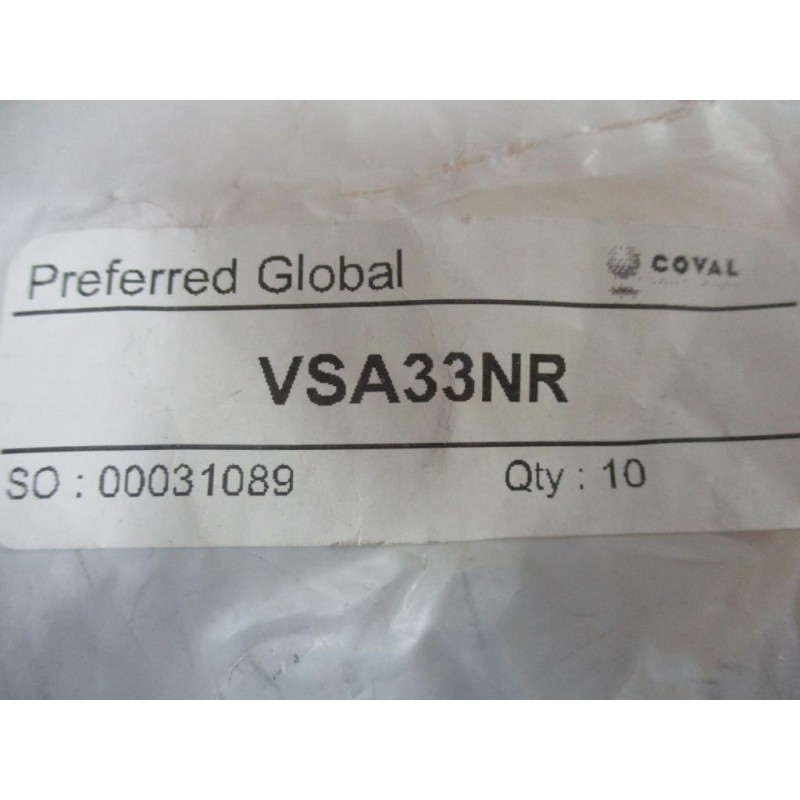 Preferred Global
COVAL
VSA33NR
SO : 00031089
Qty : 10